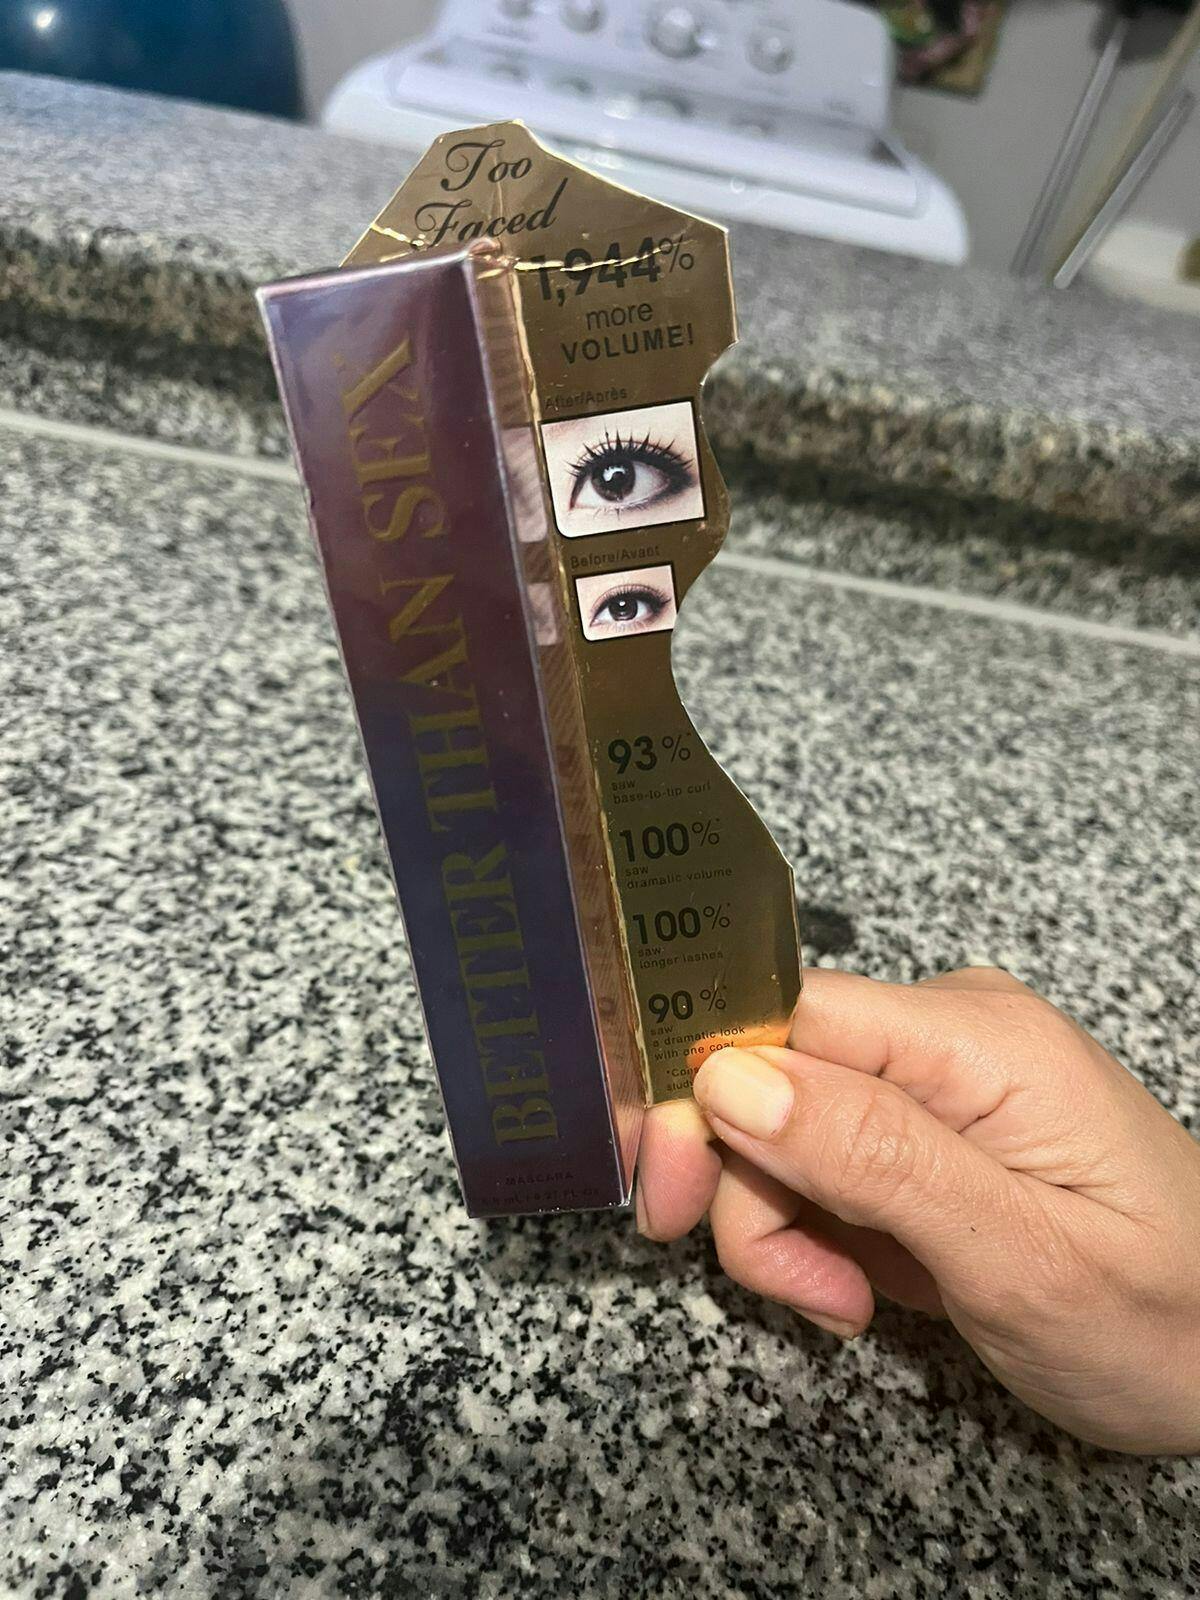 Too
Faced
1,944%
more
VOLUME!
After/Après
Before/Avant
93%*
saw
base-to-tip curl
100%*
saw
dramatic volume
100%*
saw
longer lashes
90%*
saw
a dramatic look
with one coat
BETTER THAN SEX
MASCARA